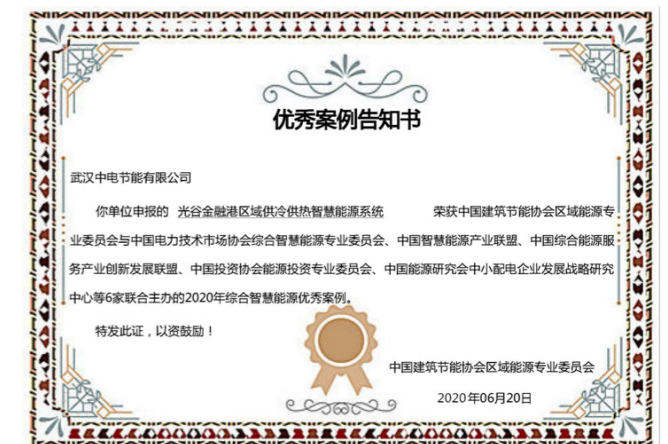 优秀案例告知书
武汉中电节能有限公司
你单位申报的 光谷金融港区域供冷供热智慧能源系统 荣获中国建筑节能协会区域能源专
业委员会与中国电力技术市场协会综合智慧能源专业委员会、中国智慧能源产业联盟、中国综合能源服
务产业创新发展联盟、中国投资协会能源投资专业委员会、中国能源研究会中小配电企业发展战略研究
中心等6家联合主办的2020年综合智慧能源优秀案例。
特发此证，以资鼓励！
中国建筑节能协会区域能源专业委员会
2020年06月20日